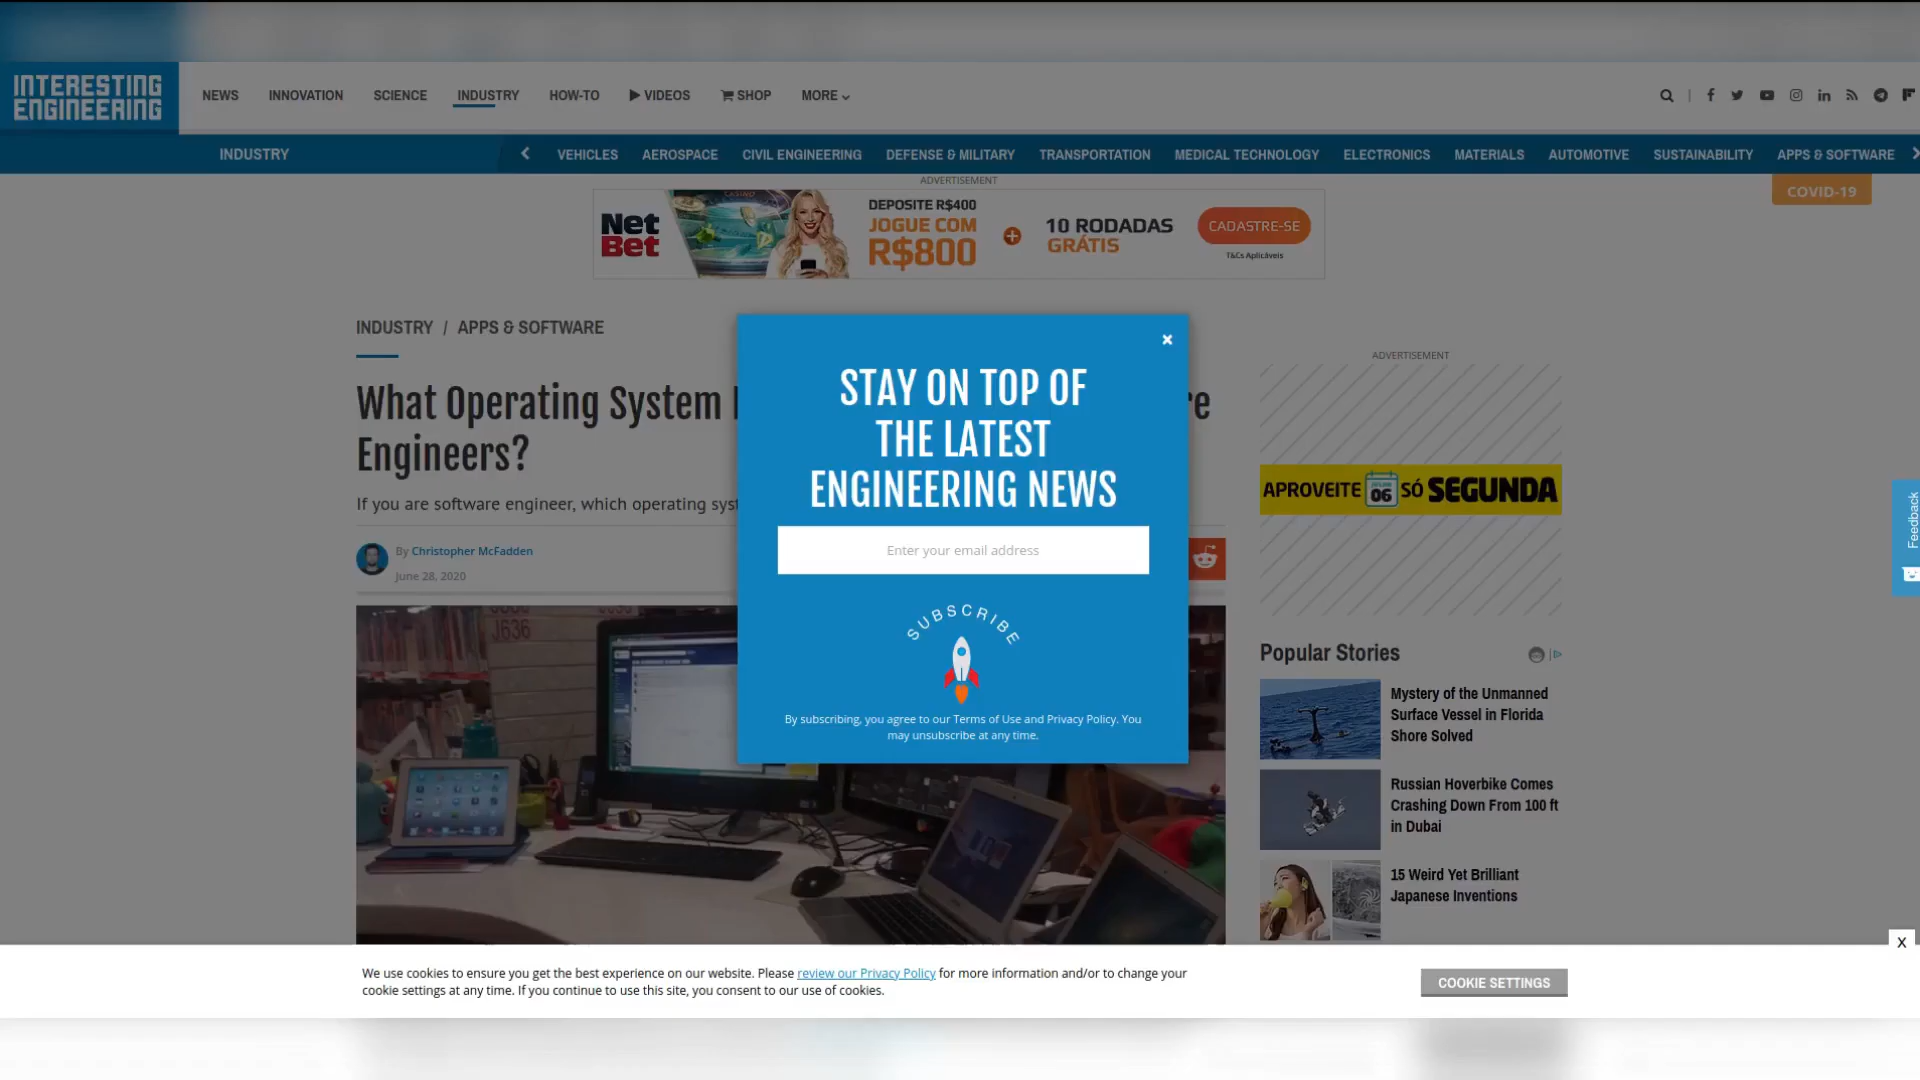 INTERESTING
ENGINEERING
NEWS
INNOVATION
SCIENCE
INDUSTRY
HOW-TO
VIDEOS
SHOP
MORE
INDUSTRY
VEHICLES
AEROSPACE
CIVIL ENGINEERING
DEFENSE & MILITARY
TRANSPORTATION
MEDICAL TECHNOLOGY
ELECTRONICS
MATERIALS
AUTOMOTIVE
SUSTAINABILITY
APPS & SOFTWARE
ADVERTISEMENT
COVID-19
Net
Bet
CASINO
DEPOSITE R$400
JOGUE COM
R$800
10 RODADAS
GRÁTIS
CADASTRE-SE
T&Cs Aplicáveis
INDUSTRY / APPS & SOFTWARE
What Operating System
Engineers?
If you are software engineer, which operating
By Christopher McFadden
June 28, 2020
J636
×
STAY ON TOP OF
THE LATEST
ENGINEERING NEWS
Enter your email address
SUBSCRIBE
By subscribing, you agree to our Terms of Use and Privacy Policy. You
may unsubscribe at any time.
ADVERTISEMENT
APROVEITE 06 SÓ SEGUNDA
Feedback
Popular Stories
Mystery of the Unmanned
Surface Vessel in Florida
Shore Solved
Russian Hoverbike Comes
Crashing Down From 100 ft
in Dubai
15 Weird Yet Brilliant
Japanese Inventions
X
We use cookies to ensure you get the best experience on our website. Please review our Privacy Policy for more information and/or to change your
cookie settings at any time. If you continue to use this site, you consent to our use of cookies.
COOKIE SETTINGS